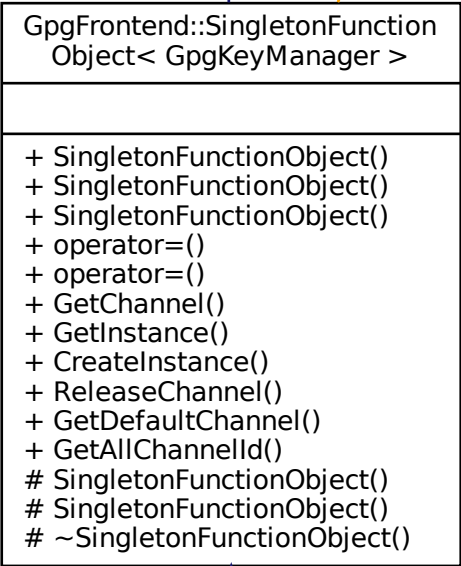 GpgFrontend::SingletonFunction
Object< GpgKeyManager >
+ SingletonFunctionObject()
+ SingletonFunctionObject()
+ SingletonFunctionObject()
+ operator=()
+ operator=()
+ GetChannel()
+ GetInstance()
+ CreateInstance()
+ ReleaseChannel()
+ GetDefaultChannel()
+ GetAllChannelId()
# SingletonFunctionObject()
# SingletonFunctionObject()
# ~SingletonFunctionObject()